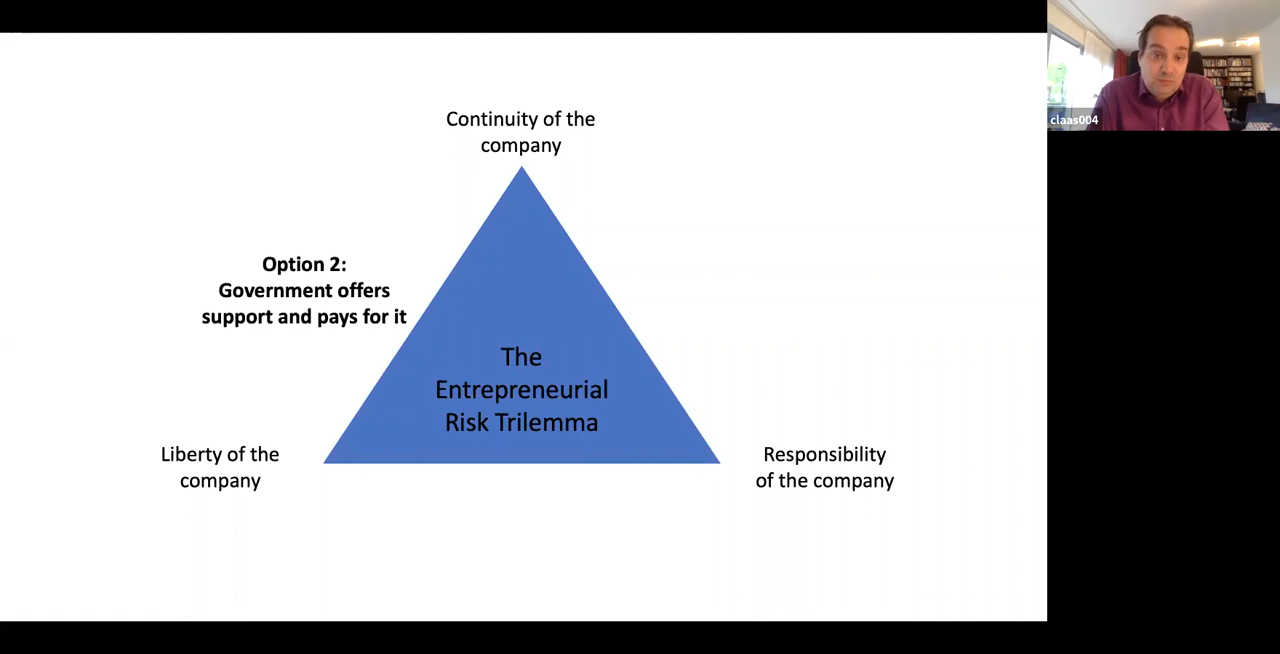 Continuity of the
company
Option 2:
Government offers
support and pays for it
The
Entrepreneurial
Risk Trilemma
Liberty of the
company
Responsibility
of the company
claas004